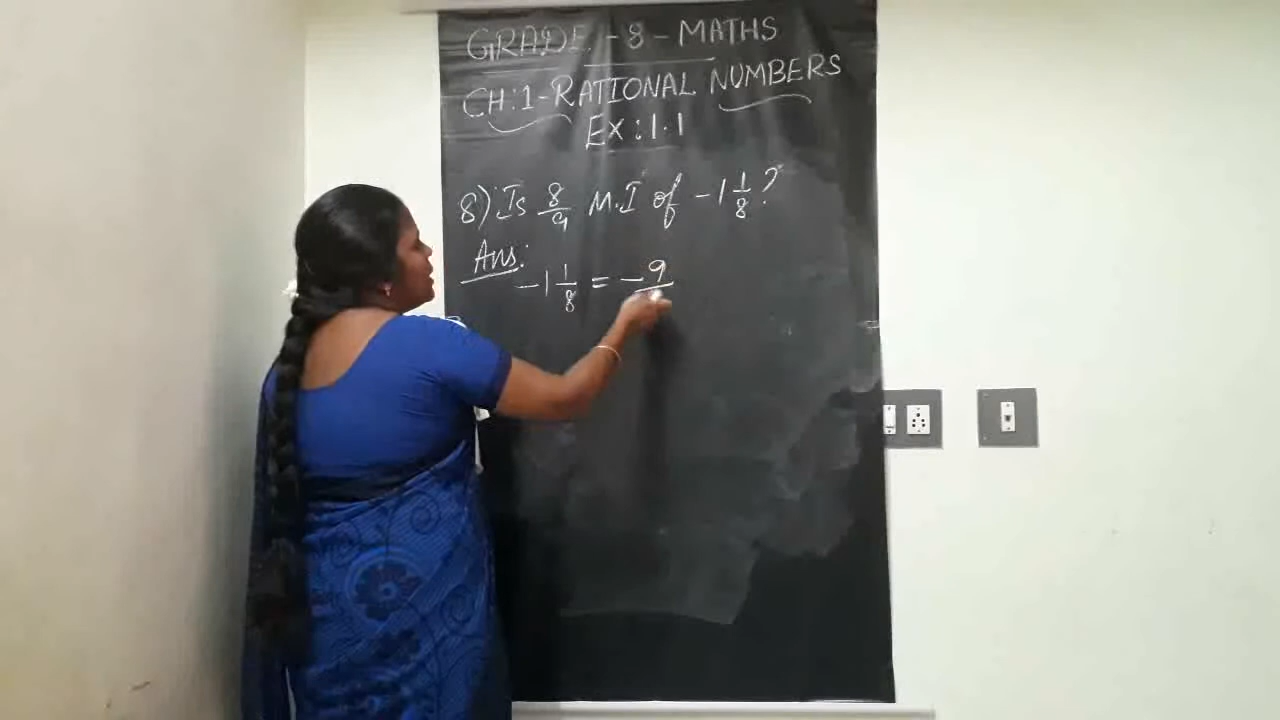 GRADE - 8 - MATHS
CH:1-RATIONAL NUMBERS
EX:1.1
8) Is 8/9 M.I of -1 1/8?
Ans:
-1 1/8 = -9/